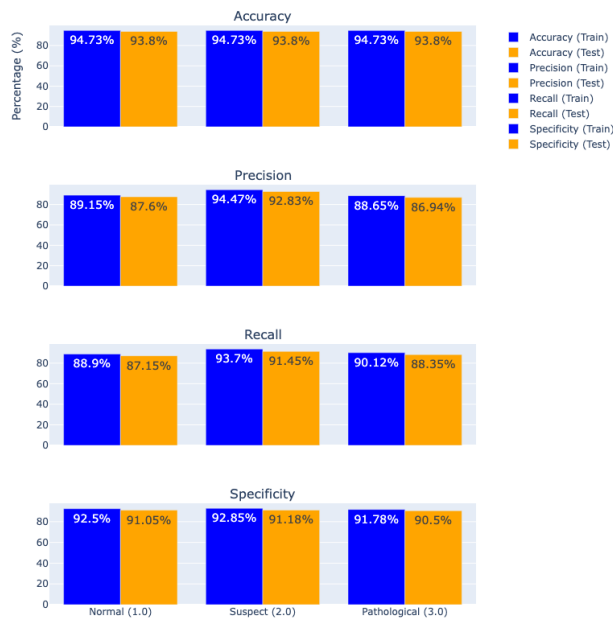 Accuracy
Percentage (%)
80
60
40
20
0
94.73% 93.8% 94.73% 93.8% 94.73% 93.8%
Accuracy (Train)
Accuracy (Test)
Precision (Train)
Precision (Test)
Recall (Train)
Recall (Test)
Specificity (Train)
Specificity (Test)
Precision
80
60
40
20
0
89.15% 87.6% 94.47% 92.83% 88.65% 86.94%
Recall
80
60
40
20
0
88.9% 87.15% 93.7% 91.45% 90.12% 88.35%
Specificity
80
60
40
20
0
92.5% 91.05% 92.85% 91.18% 91.78% 90.5%
Normal (1.0) Suspect (2.0) Pathological (3.0)